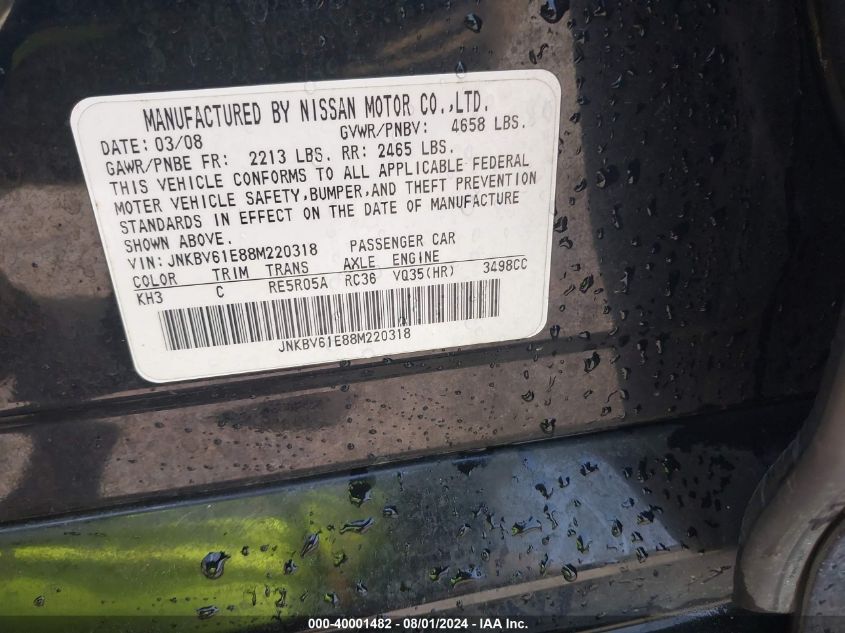 MANUFACTURED BY NISSAN MOTOR CO.,LTD.
DATE: 03/08 GVWR/PNBV: 4658 LBS.
GAWR/PNBE FR: 2213 LBS. RR: 2465 LBS.
THIS VEHICLE CONFORMS TO ALL APPLICABLE FEDERAL
MOTER VEHICLE SAFETY,BUMPER,AND THEFT PREVENTION
STANDARDS IN EFFECT ON THE DATE OF MANUFACTURE
SHOWN ABOVE.
VIN: JNKBV61E88M220318 PASSENGER CAR
COLOR TRIM TRANS AXLE ENGINE
KH3 C RE5R05A RC36 VQ35(HR) 3498CC
JNKBV61E88M220318
000-40001482 - 08/01/2024 - IAA Inc.